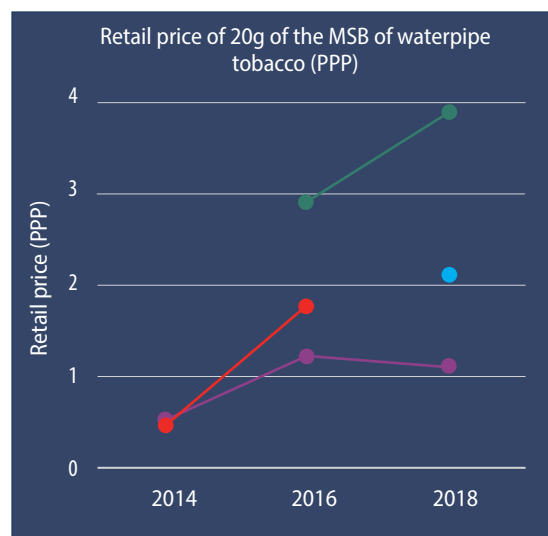 Retail price of 20g of the MSB of waterpipe
tobacco (PPP)
Retail price (PPP)
4
3
2
1
0
2014 2016 2018